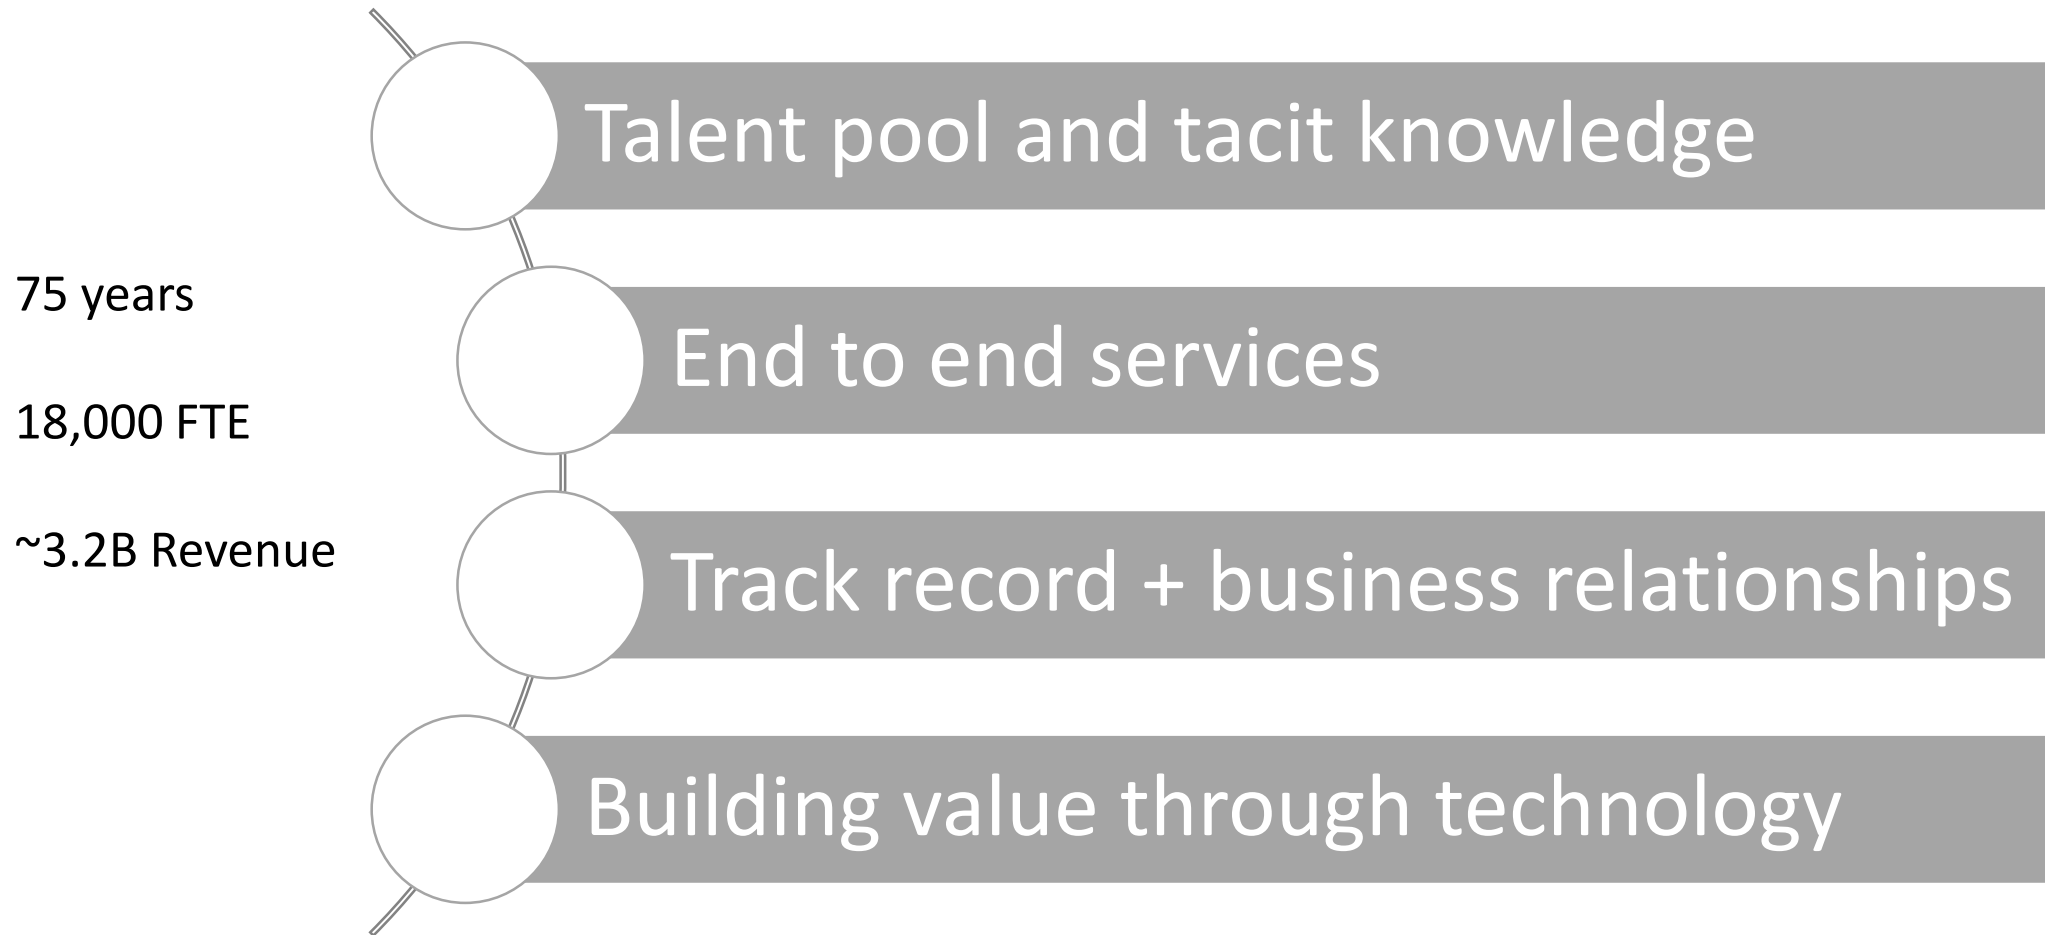 75 years
18,000 FTE
~3.2B Revenue
Talent pool and tacit knowledge
End to end services
Track record + business relationships
Building value through technology